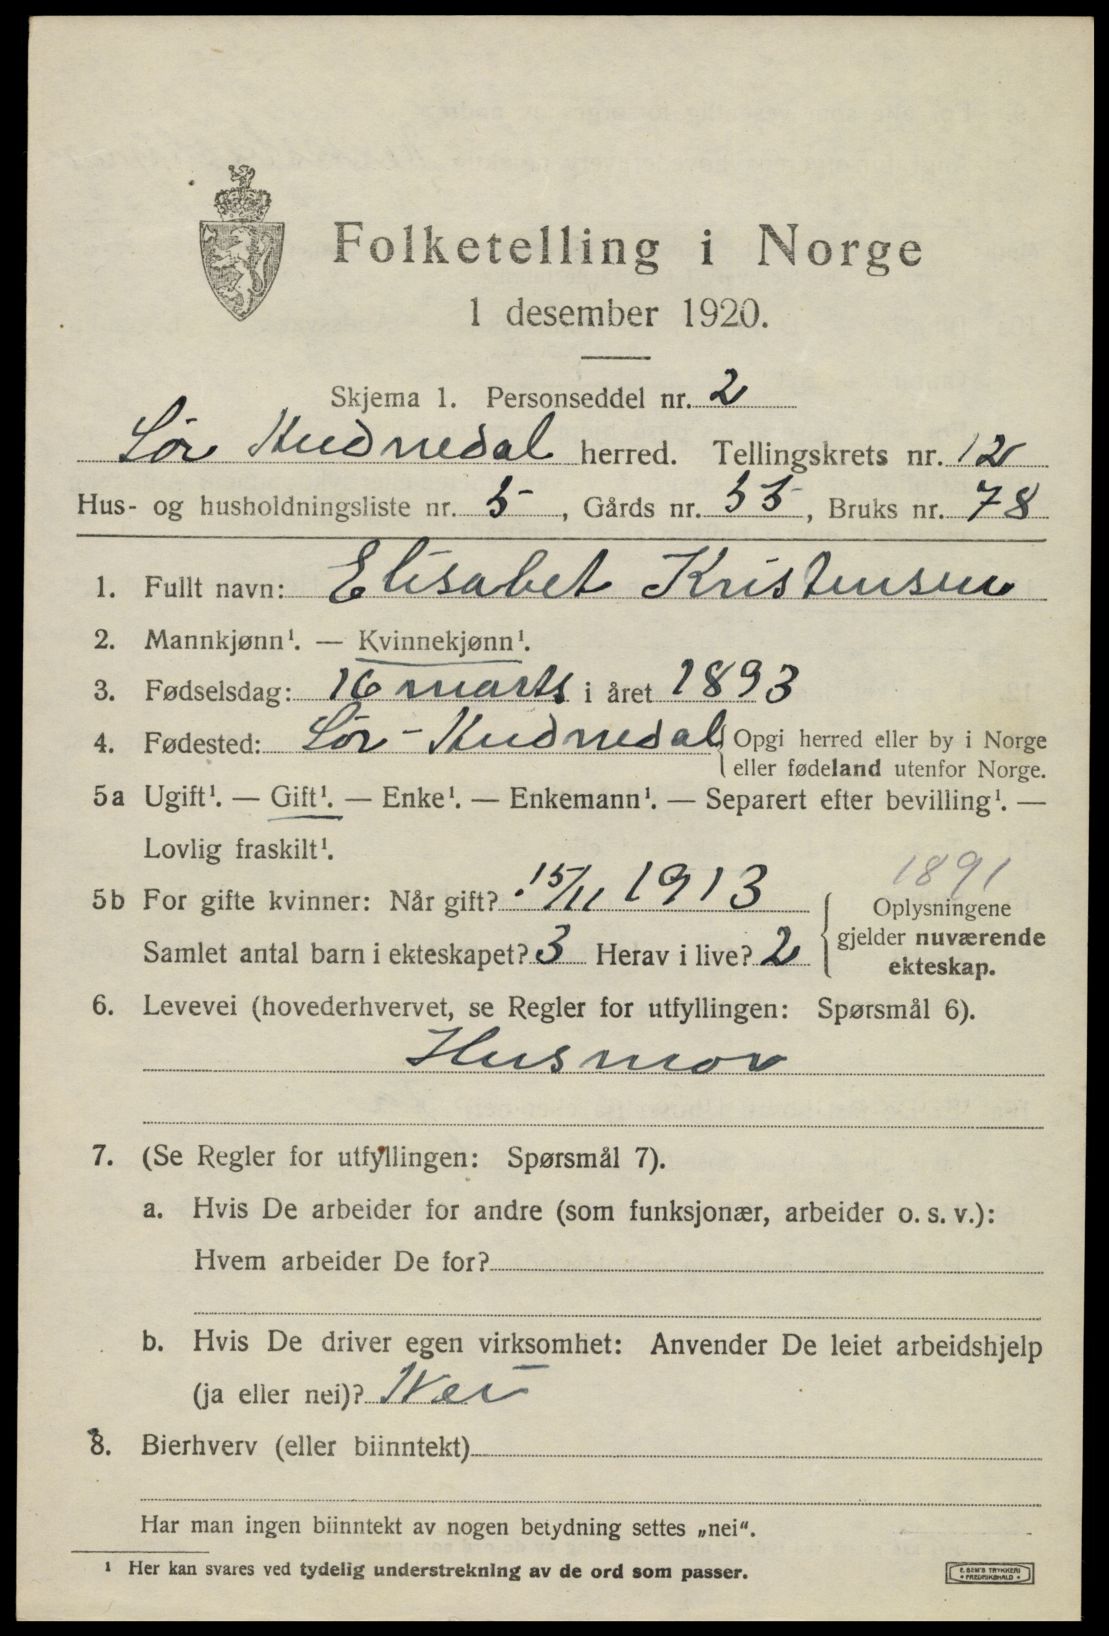 Folketelling i Norge
1 desember 1920.
Skjema 1. Personseddel nr. 2
Sør Audnedal herred. Tellingskrets nr. 12
Hus- og husholdningsliste nr. 5, Gårds nr. 55, Bruks nr. 78
1. Fullt navn: Elisabet Kristensen
2. Mannkjønn¹. — Kvinnekjønn¹.
3. Fødselsdag: 16 marts i året 1893
4. Fødested: Sør-Audnedal { Opgi herred eller by i Norge
eller fødeland utenfor Norge.
5a Ugift¹. — Gift¹. — Enke¹. — Enkemann¹. — Separert efter bevilling¹. —
Lovlig fraskilt¹.
1891
5b For gifte kvinner: Når gift? 15/11 1913 { Oplysningene
gjelder nuværende
Samlet antal barn i ekteskapet? 3 Herav i live? 2 ekteskap.
6. Levevei (hovederhvervet, se Regler for utfyllingen: Spørsmål 6).
Husmor
7. (Se Regler for utfyllingen: Spørsmål 7).
a. Hvis De arbeider for andre (som funksjonær, arbeider o. s. v.):
Hvem arbeider De for?
b. Hvis De driver egen virksomhet: Anvender De leiet arbeidshjelp
(ja eller nei)? Nei
8. Bierhverv (eller biinntekt)
Har man ingen biinntekt av nogen betydning settes „nei".
¹ Her kan svares ved tydelig understrekning av de ord som passer.
E. SEM'S TRYKKERI
FREDRIKSHALD